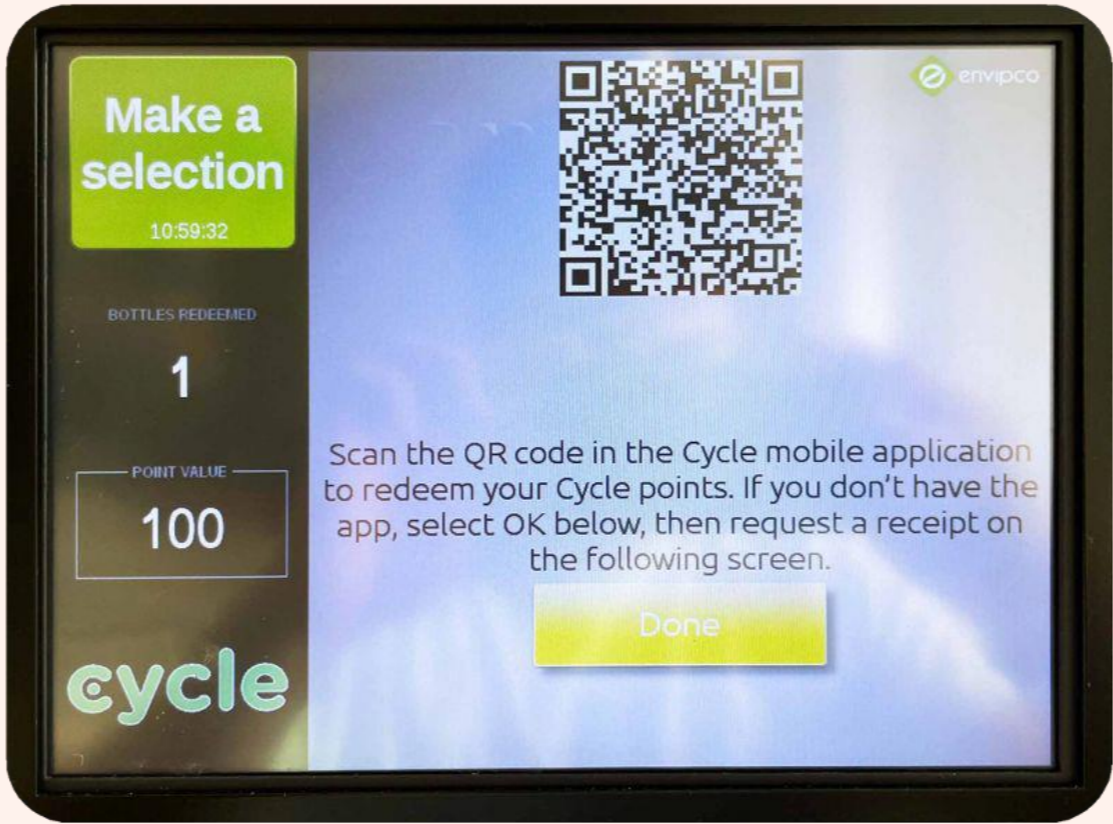 Make a
selection
10:59:32
BOTTLES REDEEMED
1
POINT VALUE
100
cycle
envipco
Scan the QR code in the Cycle mobile application
to redeem your Cycle points. If you don't have the
app, select OK below, then request a receipt on
the following screen.
Done